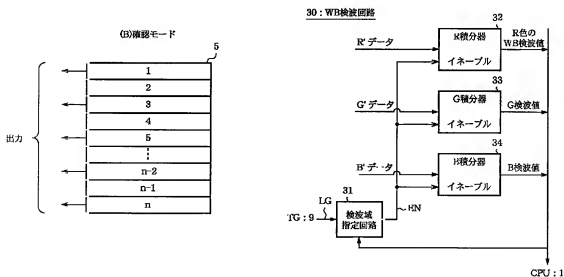 (B)確認モード
5
1
2
3
4
5
n-2
n-1
n
出力
30：WB検波回路
32
R'データ
R積分器
イネーブル
R色の
WB検波値
33
G'データ
G積分器
イネーブル
G検波値
34
B'データ
B積分器
イネーブル
B検波値
31
LG
TG：9
検波域
指定回路
EN
CPU：1